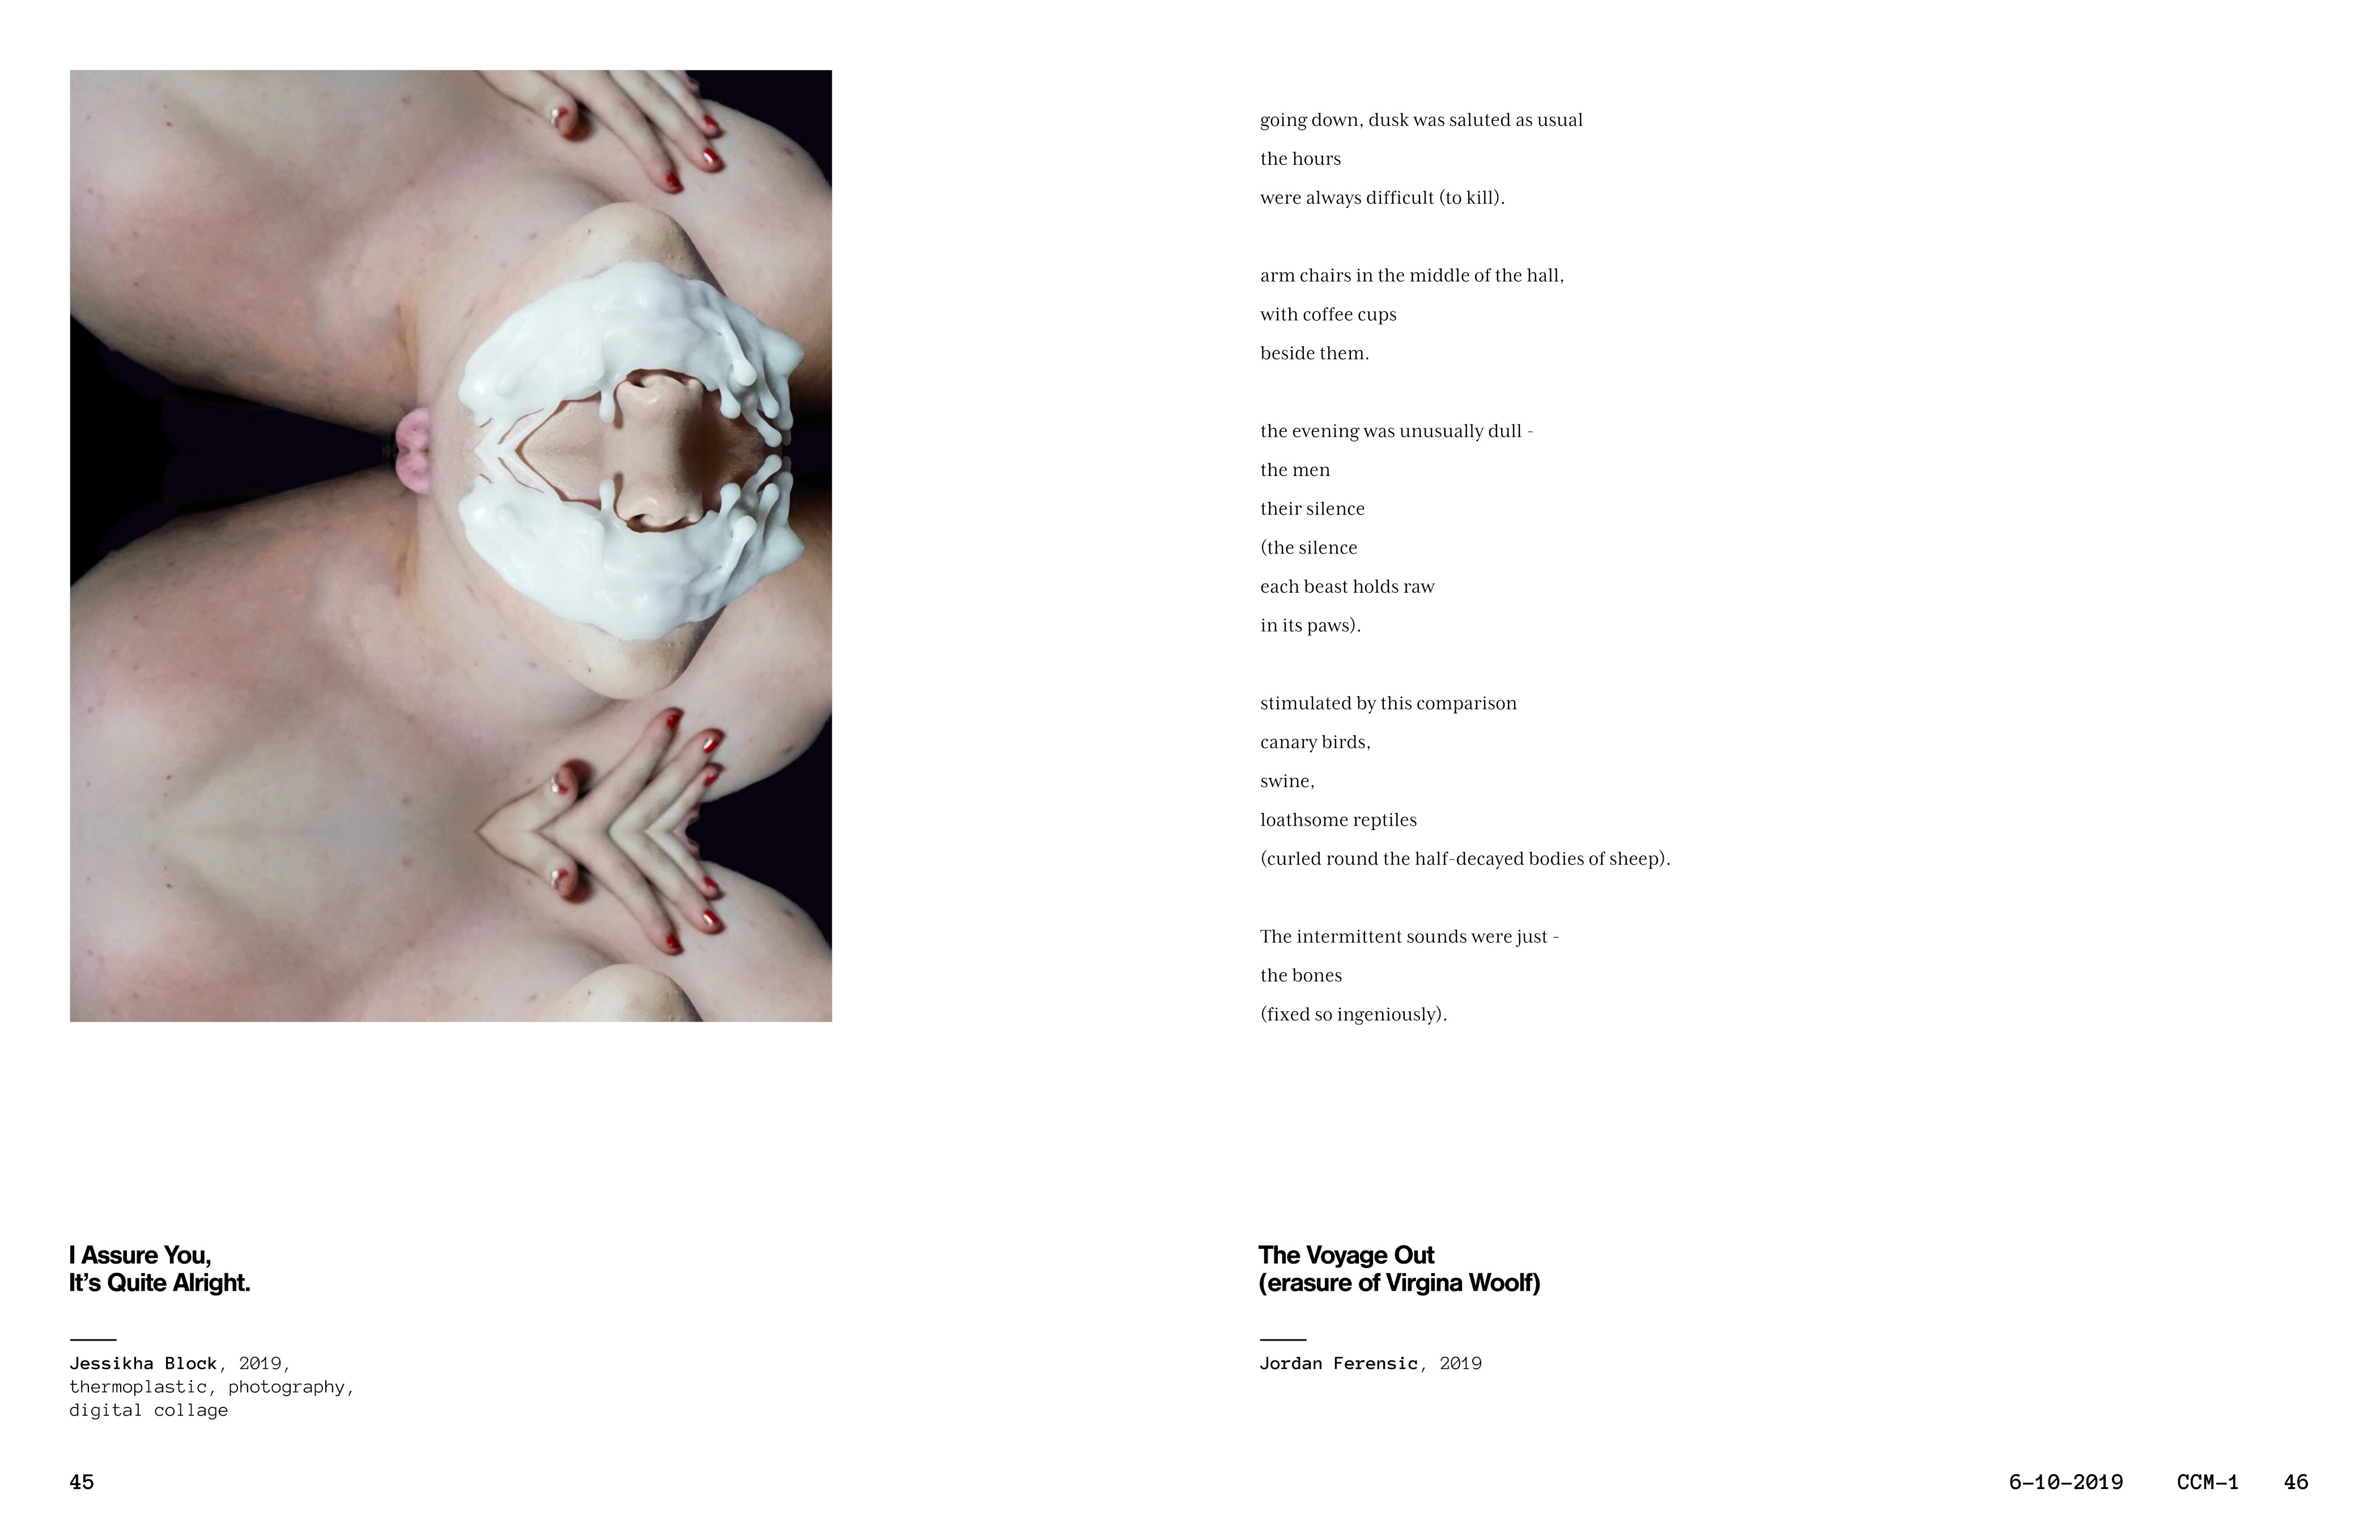 going down, dusk was saluted as usual
the hours
were always difficult (to kill).
arm chairs in the middle of the hall,
with coffee cups
beside them.
the evening was unusually dull -
the men
their silence
(the silence
each beast holds raw
in its paws).
stimulated by this comparison
canary birds,
swine,
loathsome reptiles
(curled round the half-decayed bodies of sheep).
The intermittent sounds were just -
the bones
(fixed so ingeniously).
I Assure You,
It’s Quite Alright.
Jessikha Block, 2019,
thermoplastic, photography,
digital collage
45
The Voyage Out
(erasure of Virgina Woolf)
Jordan Ferensic, 2019
6-10-2019 CCM-1 46